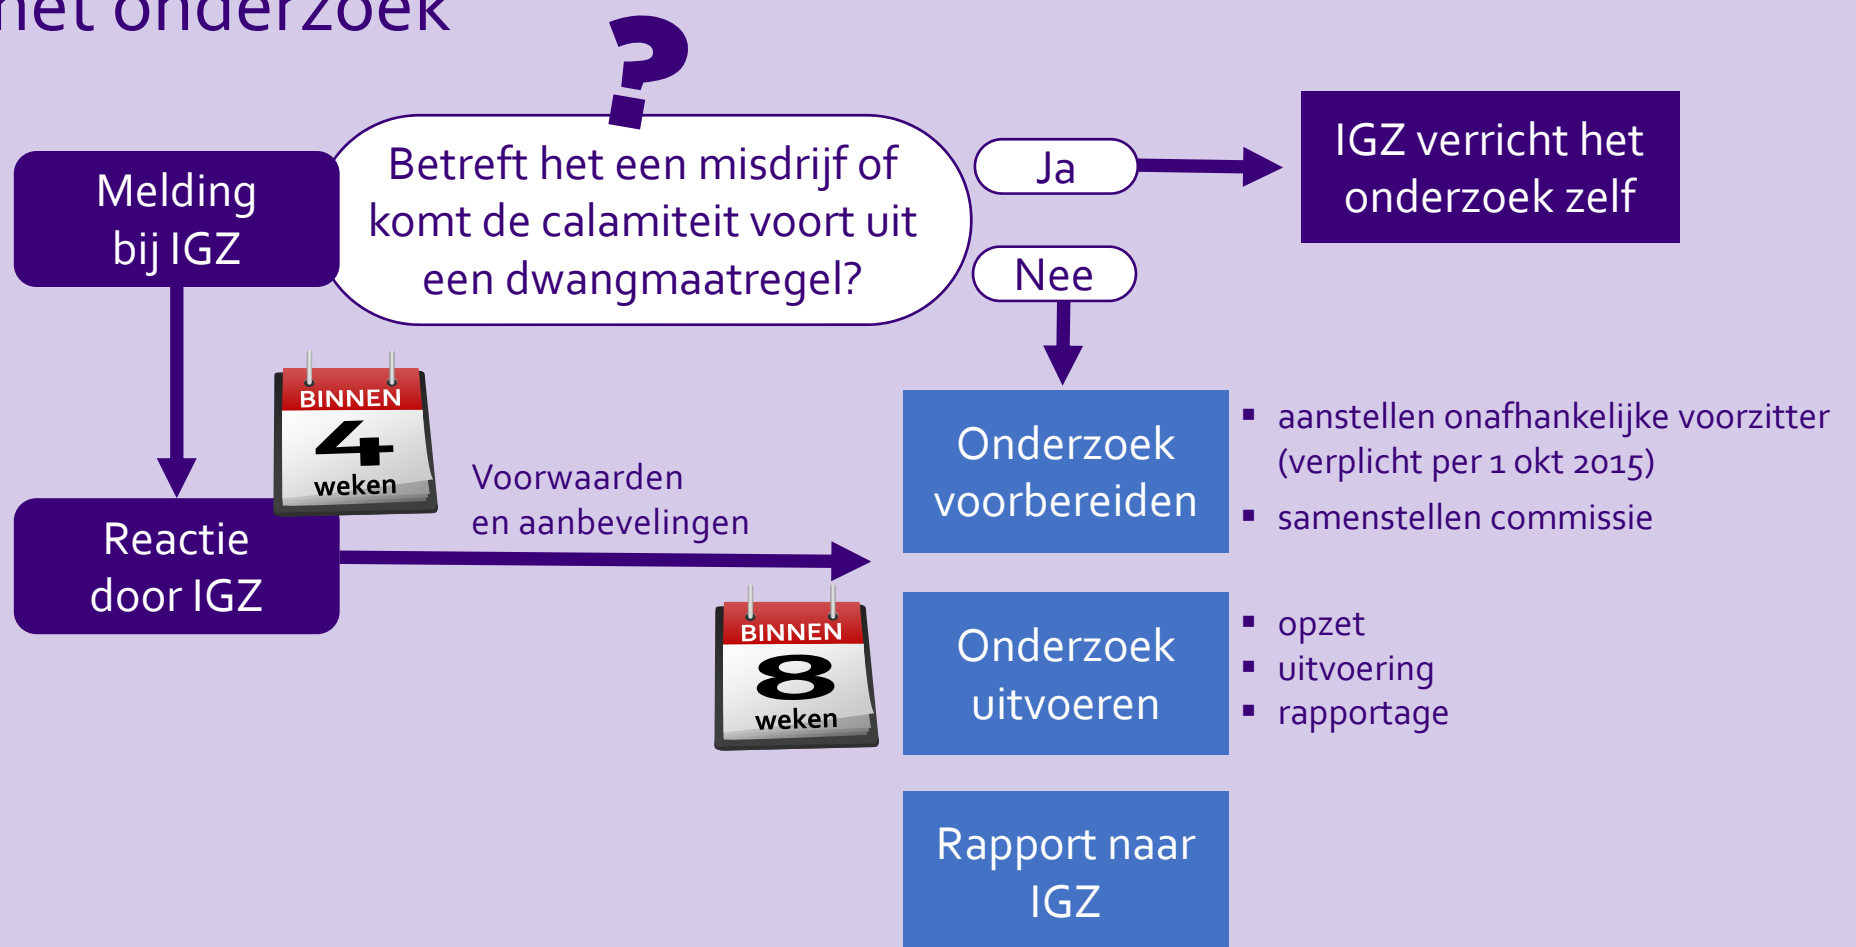 het onderzoek
?
Melding
bij IGZ
Betreft het een misdrijf of
komt de calamiteit voort uit
een dwangmaatregel?
Ja
IGZ verricht het
onderzoek zelf
Nee
BINNEN
4
weken
Reactie
door IGZ
Voorwaarden
en aanbevelingen
Onderzoek
voorbereiden
▪ aanstellen onafhankelijke voorzitter
(verplicht per 1 okt 2015)
▪ samenstellen commissie
BINNEN
8
weken
Onderzoek
uitvoeren
▪ opzet
▪ uitvoering
▪ rapportage
Rapport naar
IGZ